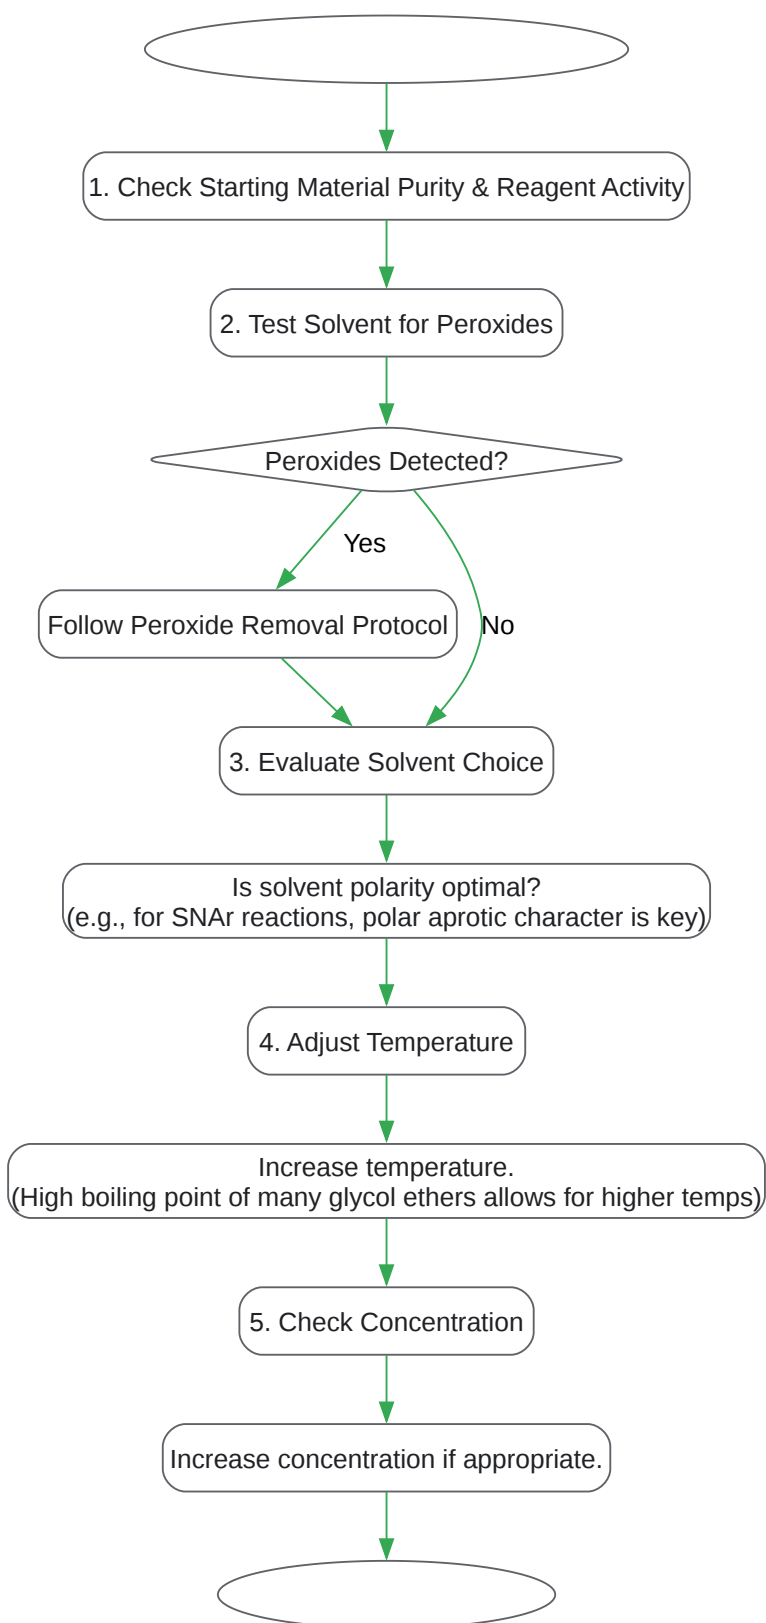 1. Check Starting Material Purity & Reagent Activity
2. Test Solvent for Peroxides
Peroxides Detected?
Yes
Follow Peroxide Removal Protocol
No
3. Evaluate Solvent Choice
Is solvent polarity optimal?
(e.g., for SNAr reactions, polar aprotic character is key)
4. Adjust Temperature
Increase temperature.
(High boiling point of many glycol ethers allows for higher temps)
5. Check Concentration
Increase concentration if appropriate.